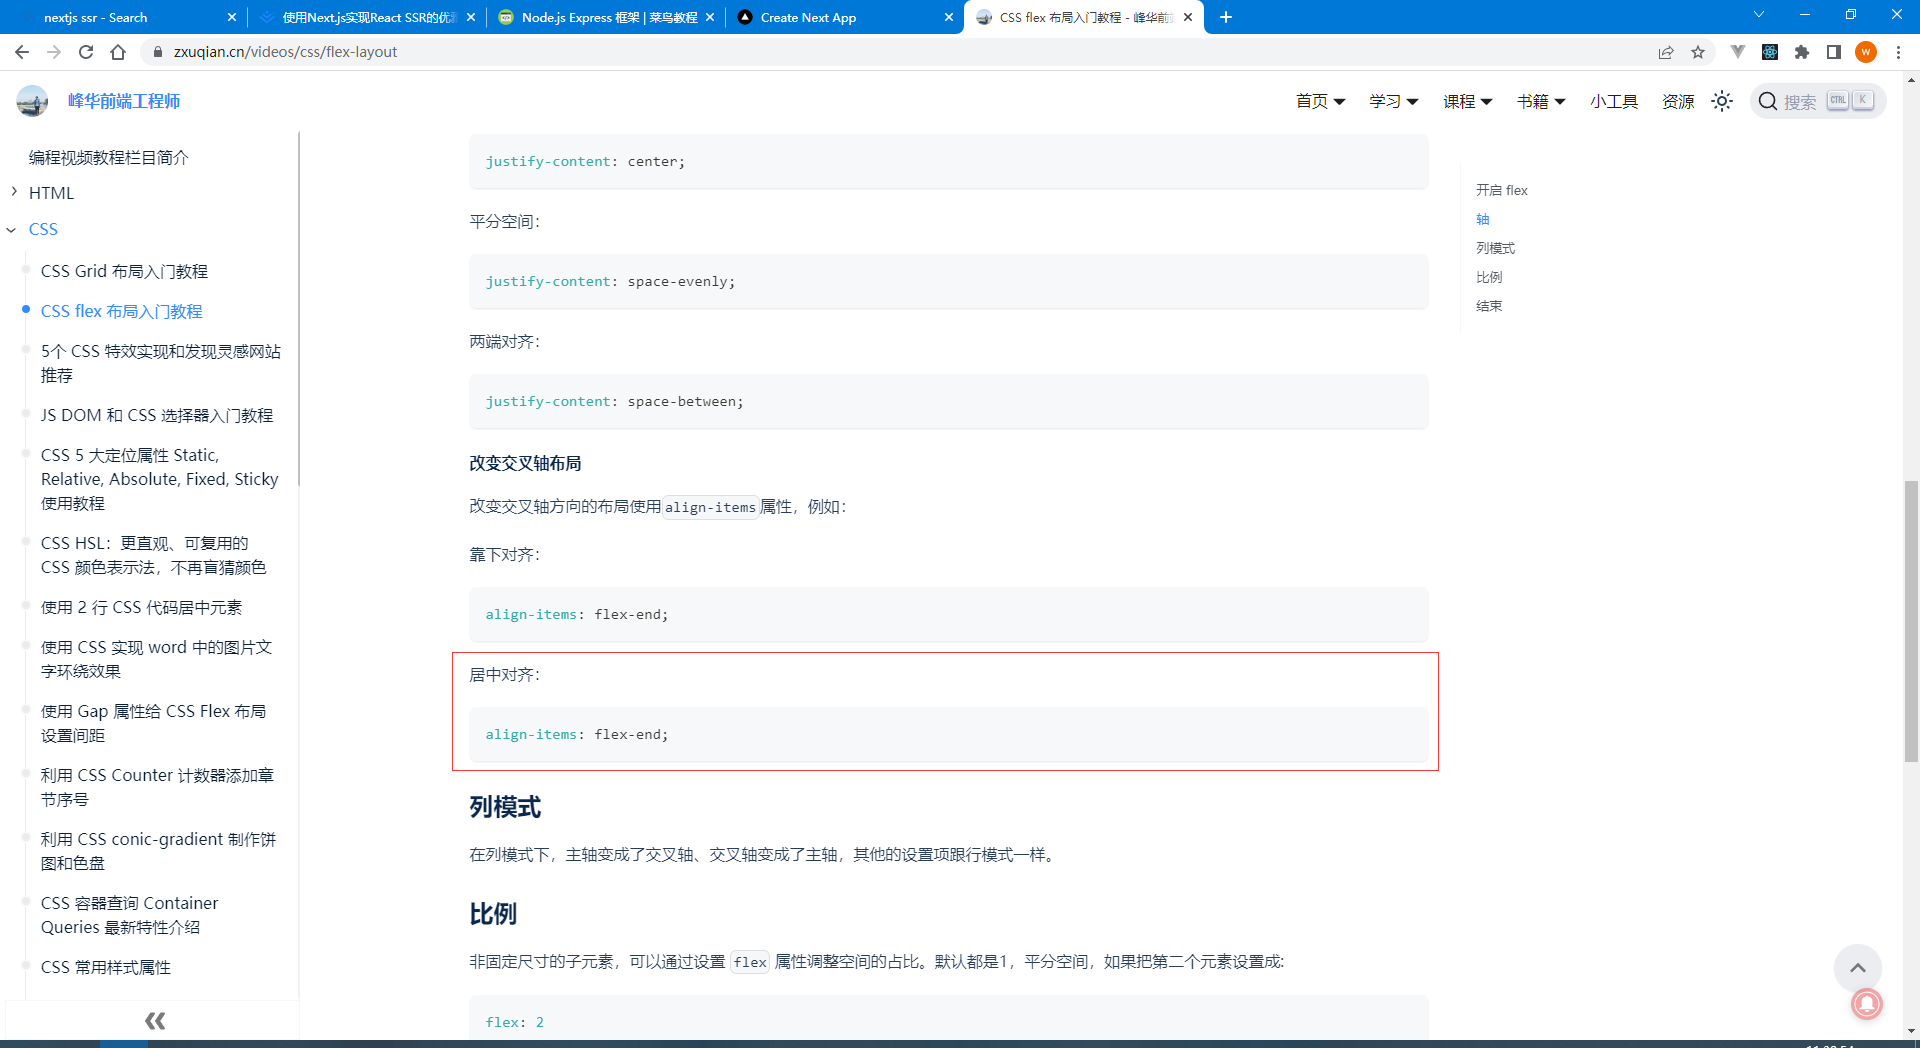 nextjs ssr - Search
使用Next.js实现React SSR的优
Node.js Express 框架 | 菜鸟教程
Create Next App
CSS flex 布局入门教程 - 峰华前
zxuqian.cn/videos/css/flex-layout
W
峰华前端工程师
首页
学习
课程
书籍
小工具
资源
搜索
CTRL
K
编程视频教程栏目简介
HTML
CSS
CSS Grid 布局入门教程
CSS flex 布局入门教程
5个 CSS 特效实现和发现灵感网站
推荐
JS DOM 和 CSS 选择器入门教程
CSS 5 大定位属性 Static,
Relative, Absolute, Fixed, Sticky
使用教程
CSS HSL：更直观、可复用的
CSS 颜色表示法，不再盲猜颜色
使用 2 行 CSS 代码居中元素
使用 CSS 实现 word 中的图片文
字环绕效果
使用 Gap 属性给 CSS Flex 布局
设置间距
利用 CSS Counter 计数器添加章
节序号
利用 CSS conic-gradient 制作饼
图和色盘
CSS 容器查询 Container
Queries 最新特性介绍
CSS 常用样式属性
justify-content: center;
平分空间：
justify-content: space-evenly;
两端对齐：
justify-content: space-between;
改变交叉轴布局
改变交叉轴方向的布局使用align-items属性，例如：
靠下对齐：
align-items: flex-end;
居中对齐：
align-items: flex-end;
列模式
在列模式下，主轴变成了交叉轴、交叉轴变成了主轴，其他的设置项跟行模式一样。
比例
非固定尺寸的子元素，可以通过设置 flex 属性调整空间的占比。默认都是1，平分空间，如果把第二个元素设置成:
flex: 2
开启 flex
轴
列模式
比例
结束